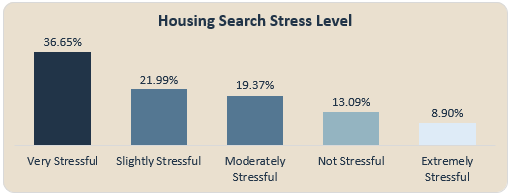 Housing Search Stress Level
36.65%
21.99%
19.37%
13.09%
8.90%
Very Stressful
Slightly Stressful
Moderately
Stressful
Not Stressful
Extremely
Stressful